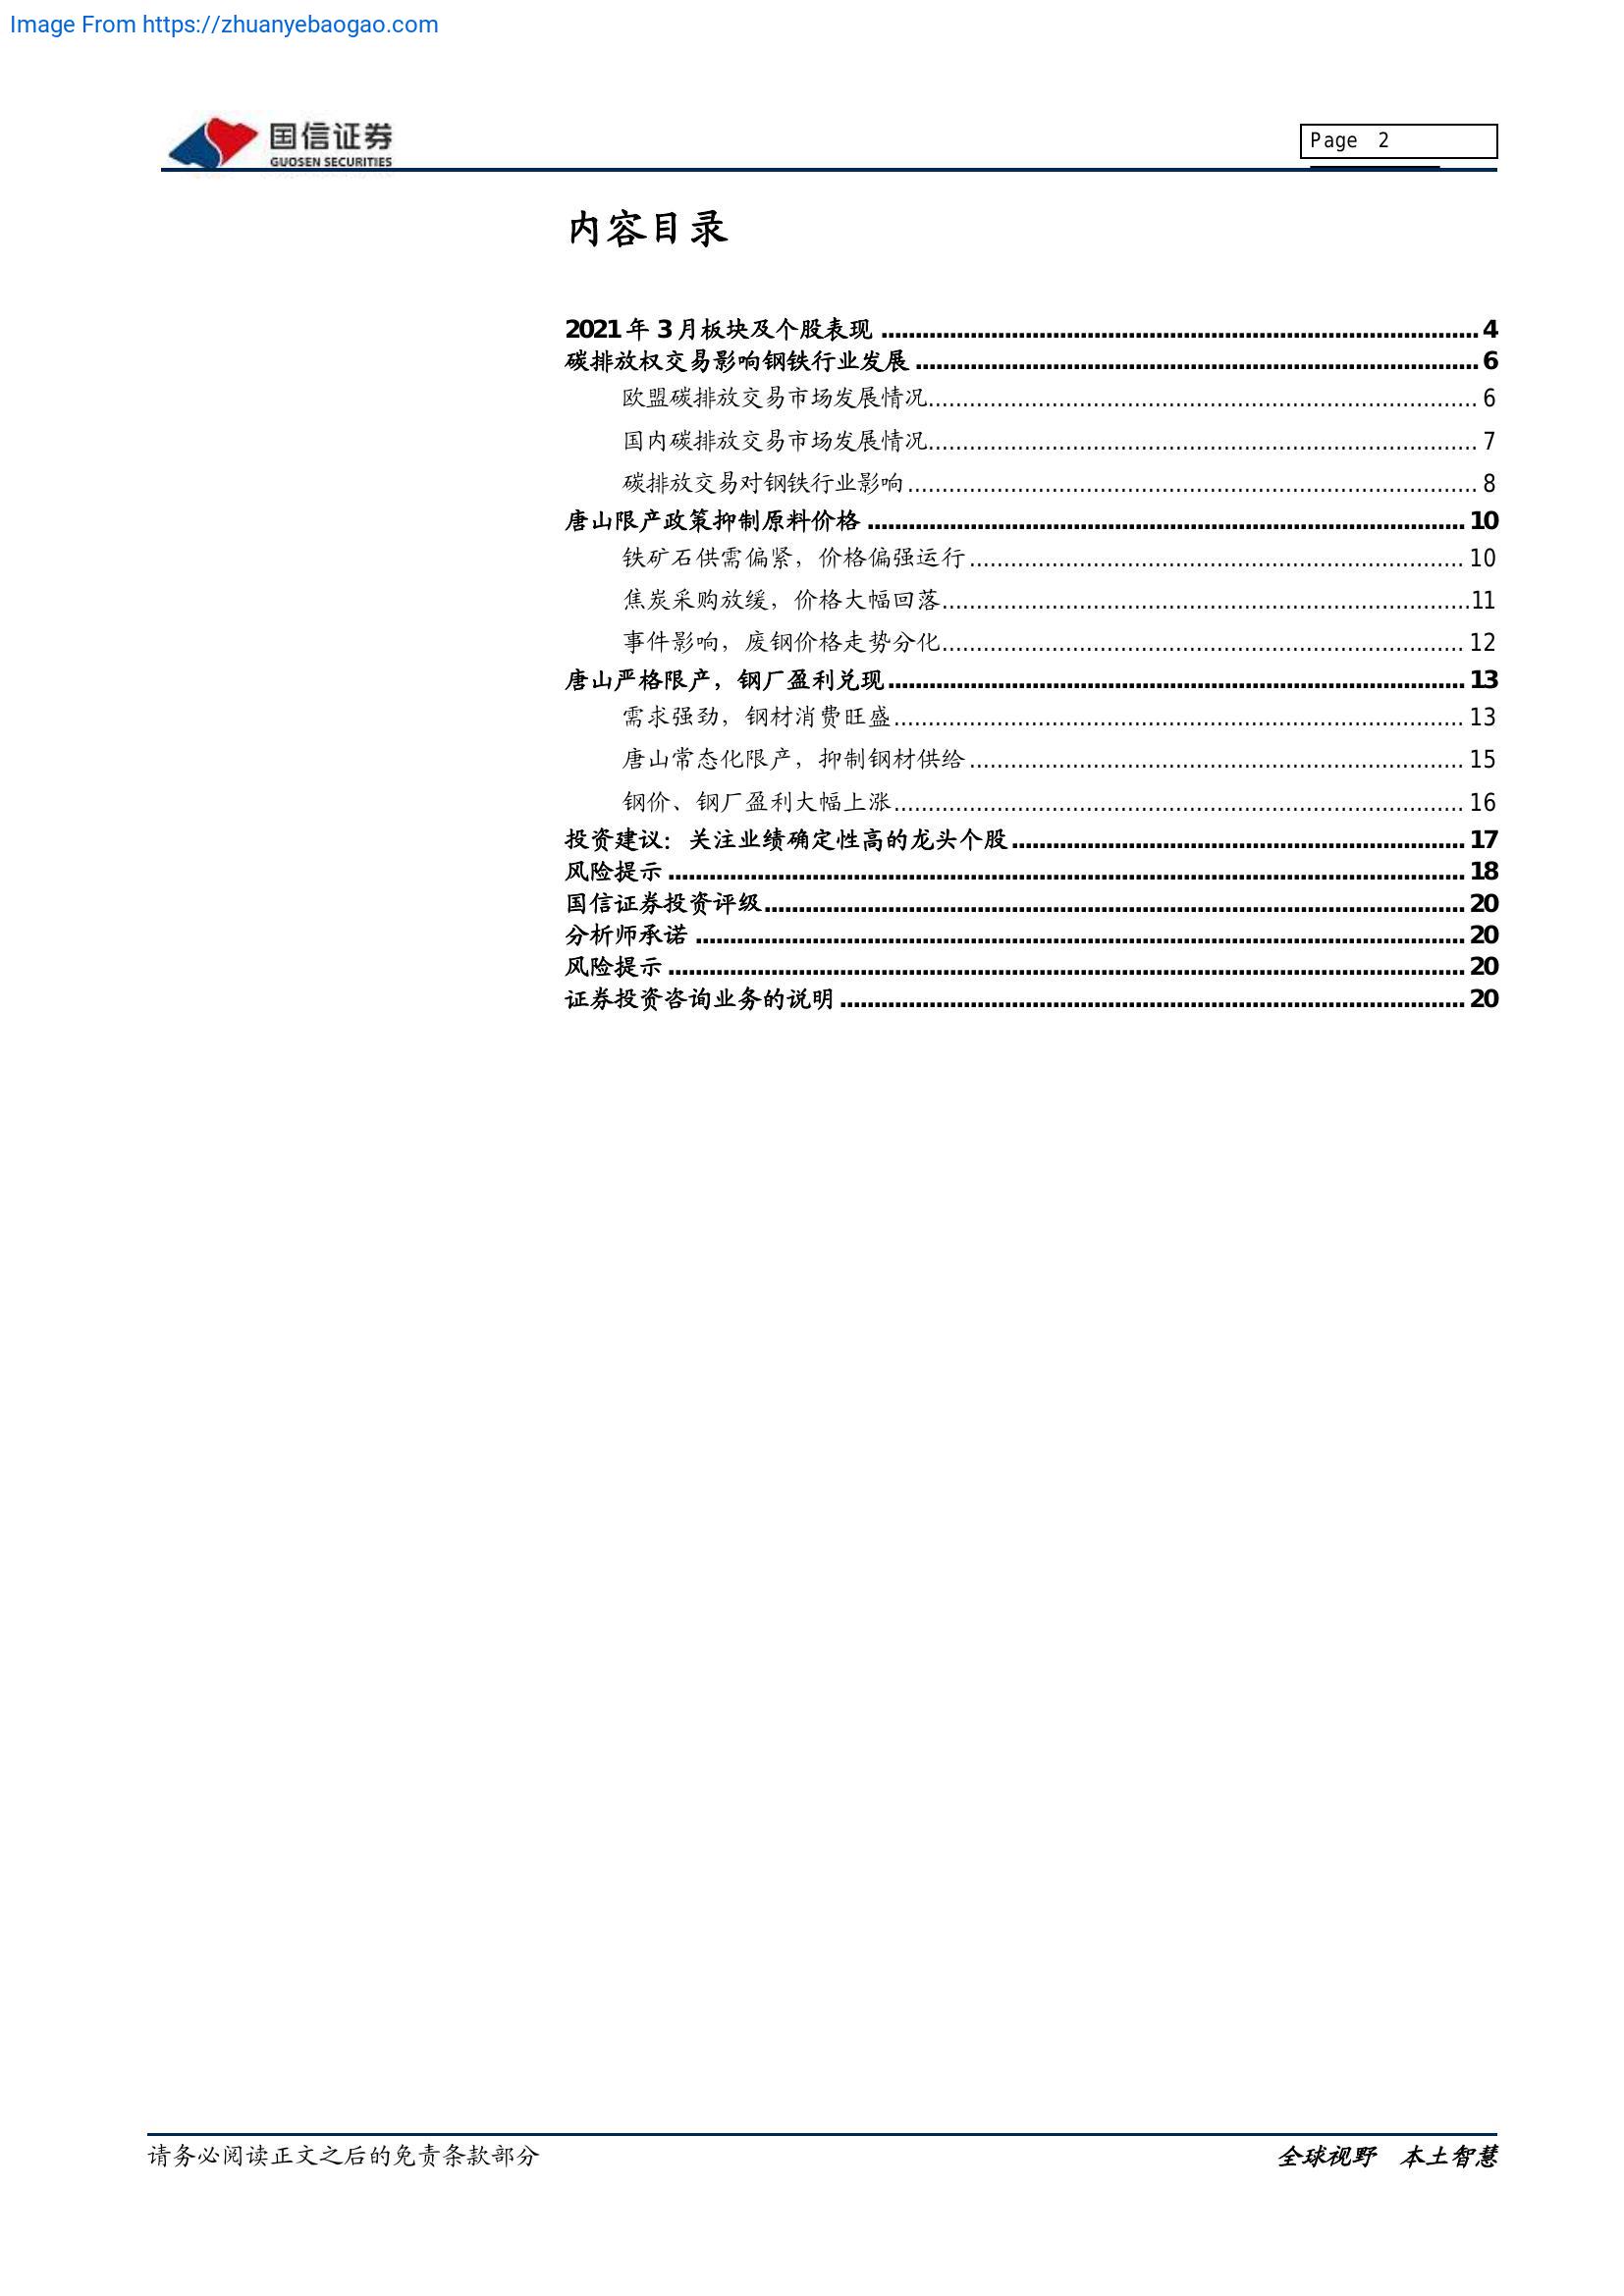 Image From https://zhuanyebaogao.com
国信证券
GUOSEN SECURITIES
Page 2
内容目录
2021 年 3 月板块及个股表现 4
碳排放权交易影响钢铁行业发展 6
欧盟碳排放交易市场发展情况 6
国内碳排放交易市场发展情况 7
碳排放交易对钢铁行业影响 8
唐山限产政策抑制原料价格 10
铁矿石供需偏紧，价格偏强运行 10
焦炭采购放缓，价格大幅回落 11
事件影响，废钢价格走势分化 12
唐山严格限产，钢厂盈利兑现 13
需求强劲，钢材消费旺盛 13
唐山常态化限产，抑制钢材供给 15
钢价、钢厂盈利大幅上涨 16
投资建议：关注业绩确定性高的龙头个股 17
风险提示 18
国信证券投资评级 20
分析师承诺 20
风险提示 20
证券投资咨询业务的说明 20
请务必阅读正文之后的免责条款部分
全球视野 本土智慧